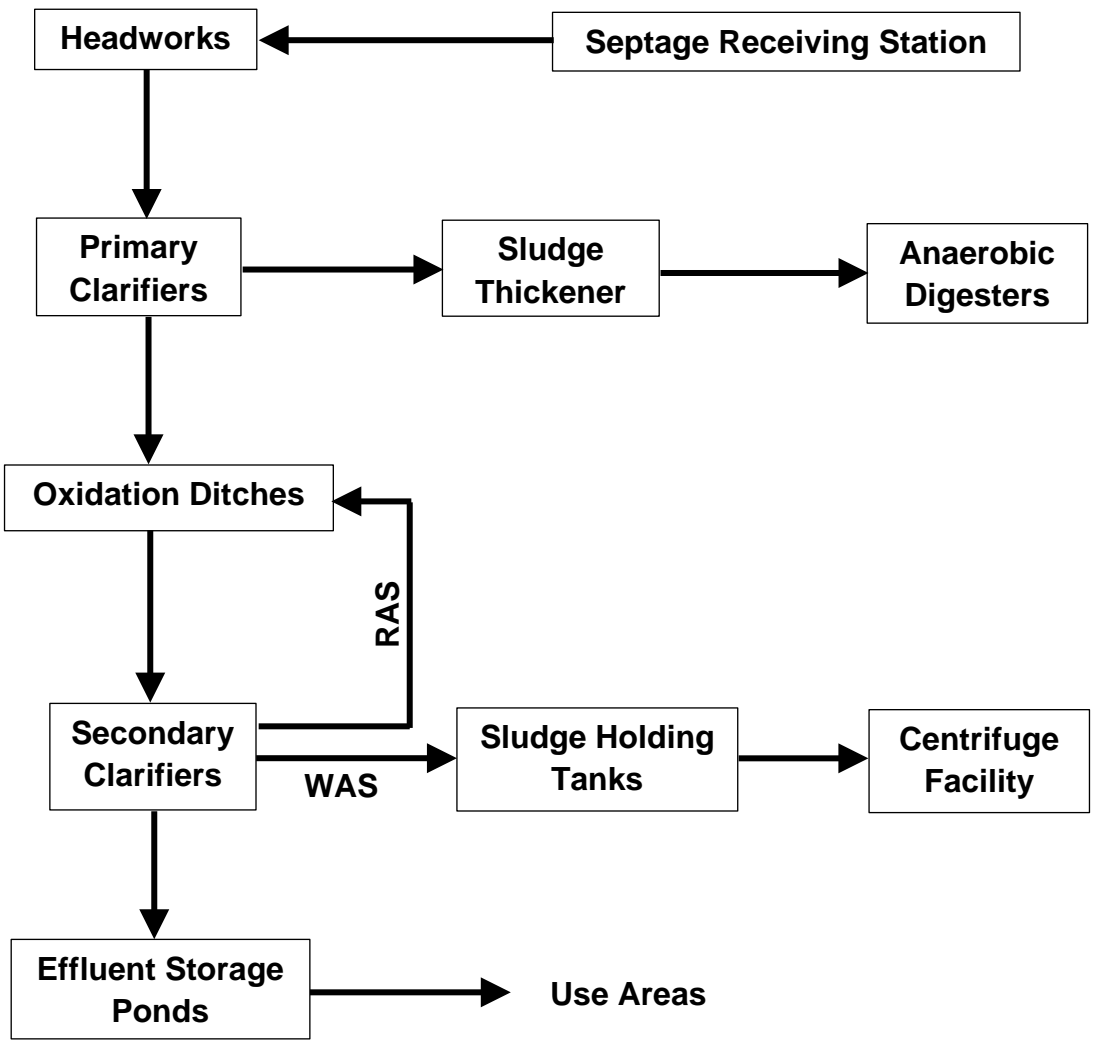 Headworks
Septage Receiving Station
Primary
Clarifiers
Sludge
Thickener
Anaerobic
Digesters
Oxidation Ditches
RAS
Secondary
Clarifiers
WAS
Sludge Holding
Tanks
Centrifuge
Facility
Effluent Storage
Ponds
Use Areas